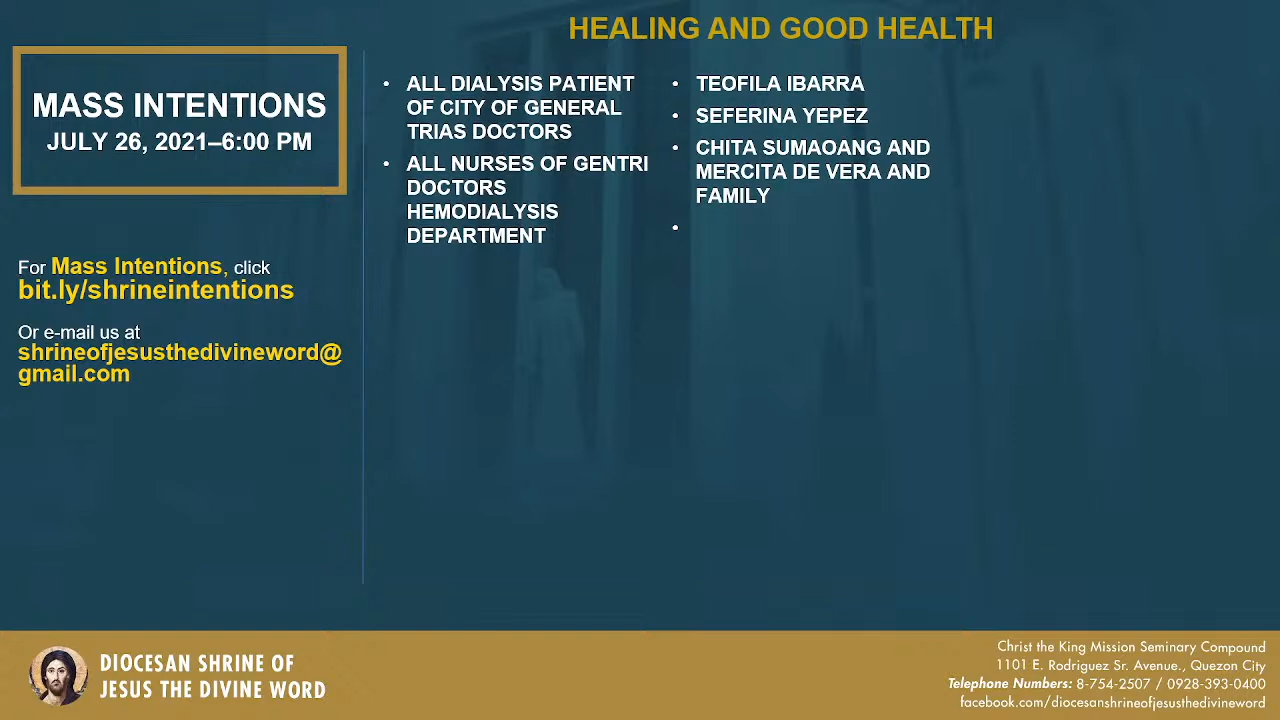 HEALING AND GOOD HEALTH
MASS INTENTIONS
JULY 26, 2021–6:00 PM
For Mass Intentions, click
bit.ly/shrineintentions
Or e-mail us at
shrineofjesusthedivineword@
gmail.com
• ALL DIALYSIS PATIENT
OF CITY OF GENERAL
TRIAS DOCTORS
• ALL NURSES OF GENTRI
DOCTORS
HEMODIALYSIS
DEPARTMENT
• TEOFILA IBARRA
• SEFERINA YEPEZ
• CHITA SUMAOANG AND
MERCITA DE VERA AND
FAMILY
•
DIOCESAN SHRINE OF
JESUS THE DIVINE WORD
Christ the King Mission Seminary Compound
1101 E. Rodriguez Sr. Avenue., Quezon City
Telephone Numbers: 8-754-2507 / 0928-393-0400
facebook.com/diocesanshrineofjesusthedivineword